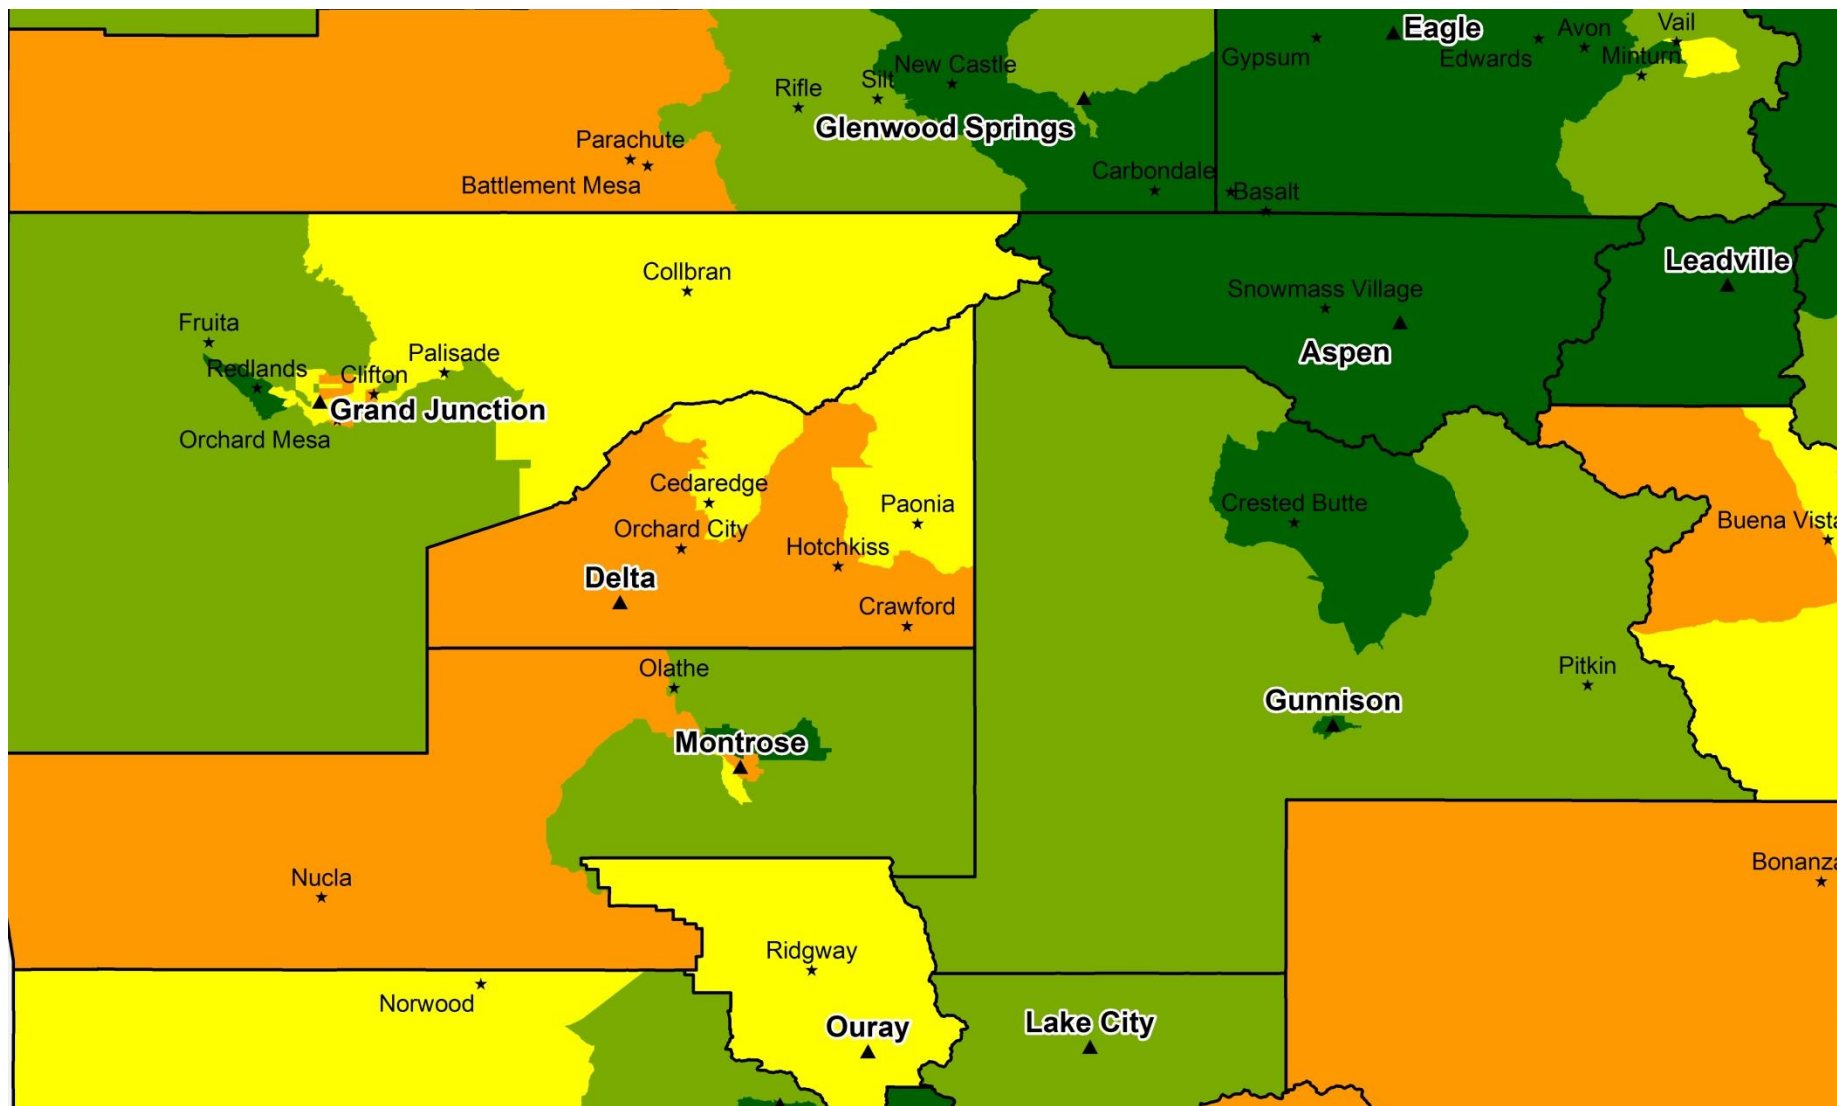 Eagle
Avon
Vail
Gypsum
Edwards
Minturn
New Castle
Silt
Rifle
Glenwood Springs
Parachute
Battlement Mesa
Carbondale
Basalt
Collbran
Leadville
Snowmass Village
Aspen
Fruita
Palisade
Redlands
Clifton
Grand Junction
Orchard Mesa
Cedaredge
Paonia
Crested Butte
Buena Vista
Orchard City
Hotchkiss
Delta
Crawford
Olathe
Pitkin
Gunnison
Montrose
Nucla
Bonanza
Ridgway
Norwood
Ouray
Lake City